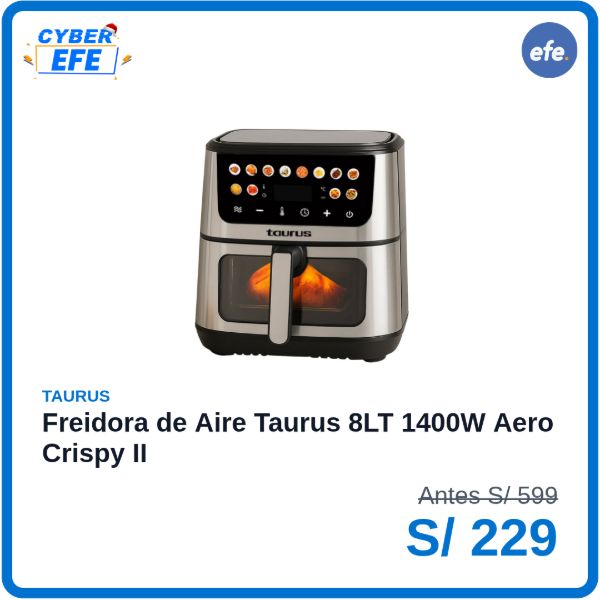 CYBER
EFE
efe.
taurus
TAURUS
Freidora de Aire Taurus 8LT 1400W Aero
Crispy II
Antes S/ 599
S/ 229